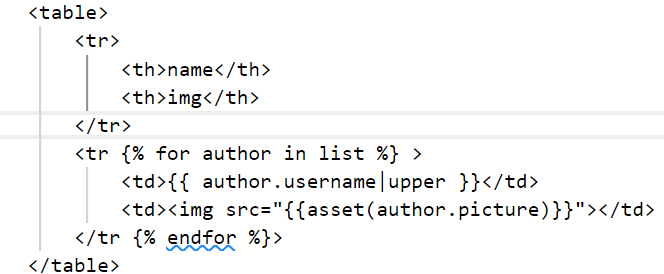 <table>
<tr>
<th>name</th>
<th>img</th>
</tr>
<tr {% for author in list %} >
<td>{{ author.username|upper }}</td>
<td><img src="{{asset(author.picture)}}"></td>
</tr {% endfor %}>
</table>